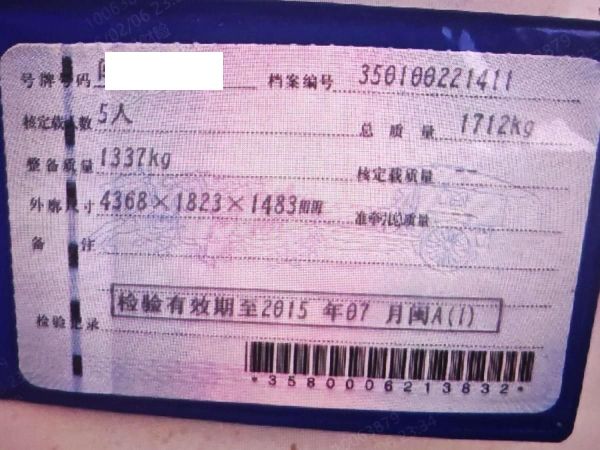 号牌号码 闽 档案编号 350100221411
核定载人数 5人 总质量 1712kg
整备质量 1337kg 核定载质量
外廓尺寸 4368×1823×1483mm 准牵引总质量
备注
检验记录 检验有效期至2015 年07 月闽A(1)
*3580006213832*